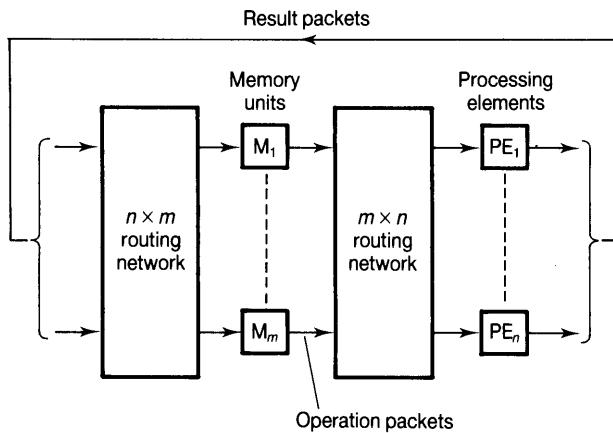 Result packets
Memory
units
Processing
elements
M₁
PE₁
n × m
routing
network
m × n
routing
network
Mₘ
PEₙ
Operation packets